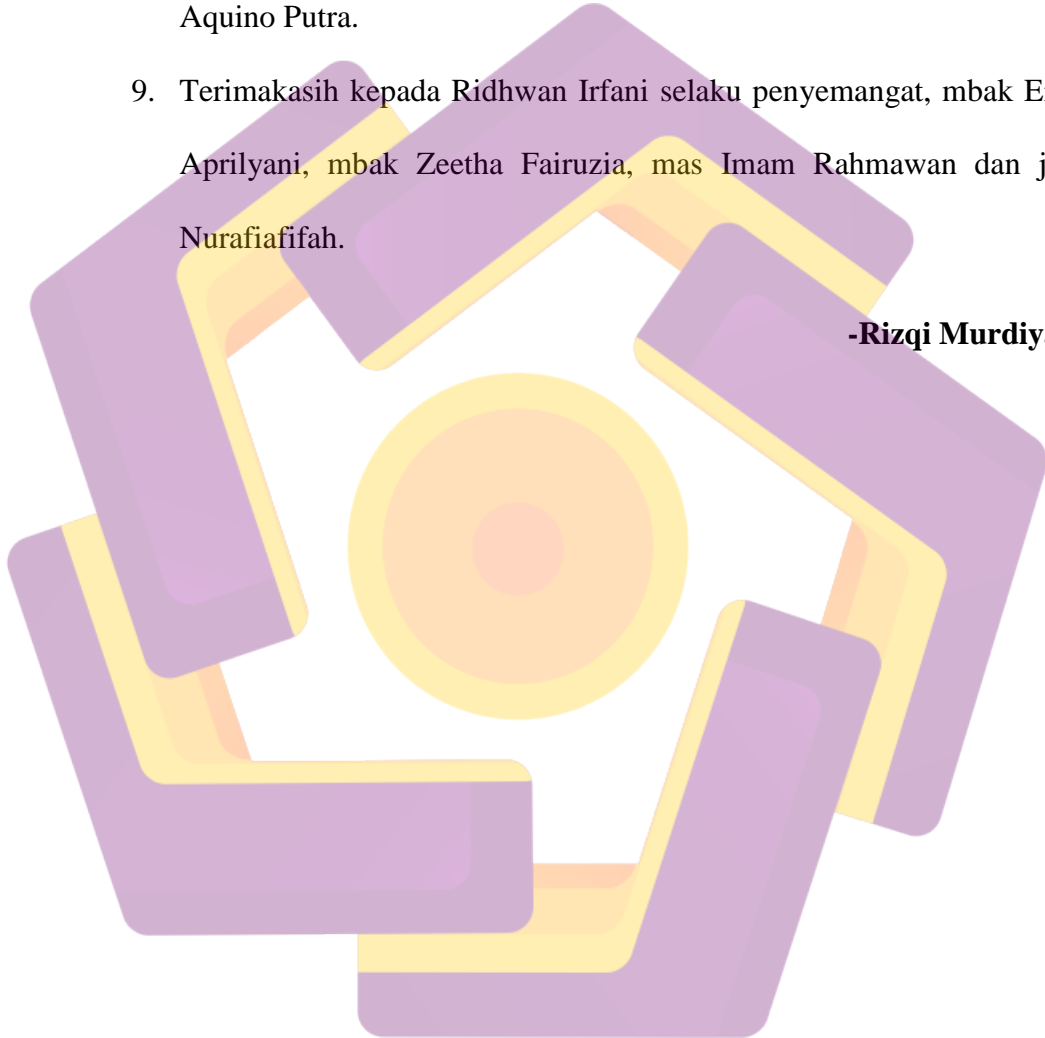 Aquino Putra.
9. Terimakasih kepada Ridhwan Irfani selaku penyemangat, mbak
Aprilyani, mbak Zeetha Fairuzia, mas Imam Rahmawan dan
Nurafiafifah.
-Rizqi